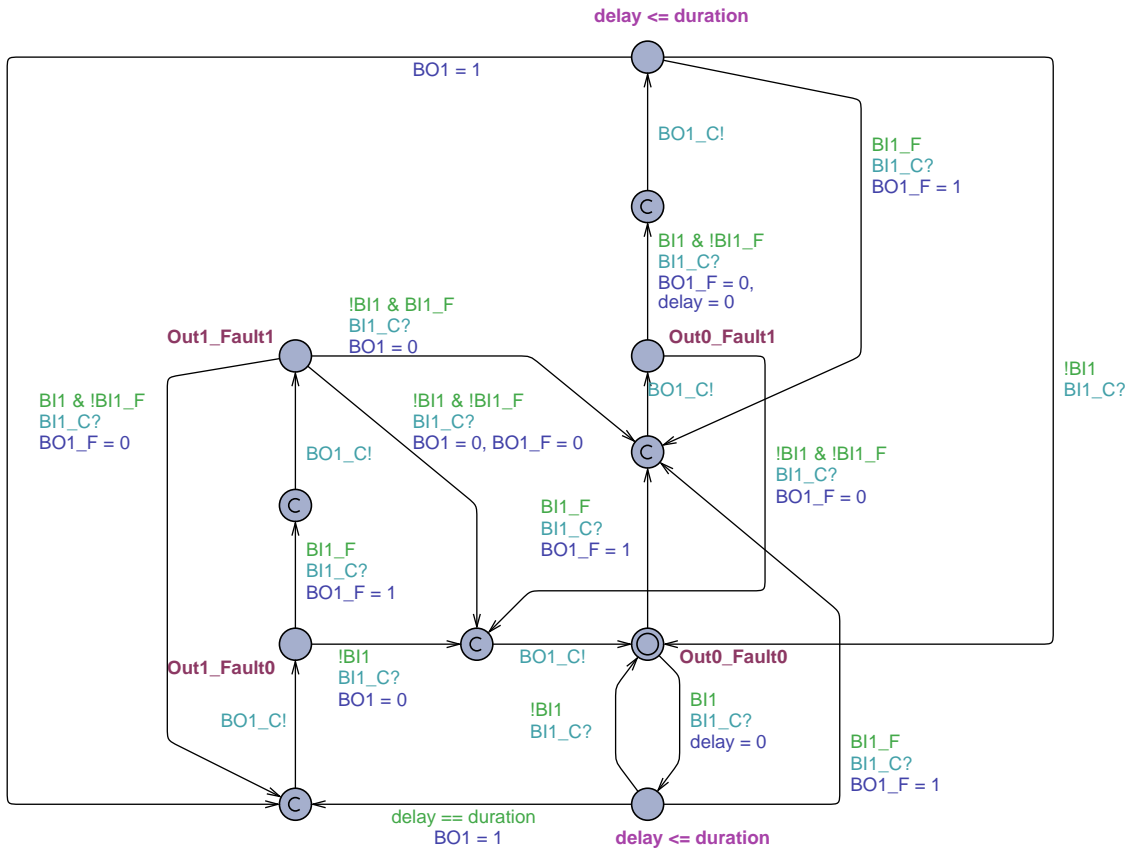 delay <= duration
BO1 = 1
BO1_C!
BI1_F
BI1_C?
BO1_F = 1
C
BI1 & !BI1_F
BI1_C?
BO1_F = 0,
delay = 0
!BI1 & BI1_F
BI1_C?
BO1 = 0
Out1_Fault1
Out0_Fault1
!BI1
BI1_C?
BI1 & !BI1_F
BI1_C?
BO1_F = 0
!BI1 & !BI1_F
BI1_C?
BO1 = 0, BO1_F = 0
BO1_C!
C
BO1_C!
!BI1 & !BI1_F
BI1_C?
BO1_F = 0
C
BI1_F
BI1_C?
BO1_F = 1
BI1_F
BI1_C?
BO1_F = 1
C
Out1_Fault0
!BI1
BI1_C?
BO1 = 0
BO1_C!
Out0_Fault0
BO1_C!
!BI1
BI1_C?
BI1
BI1_C?
delay = 0
BI1_F
BI1_C?
BO1_F = 1
C
delay == duration
BO1 = 1
delay <= duration